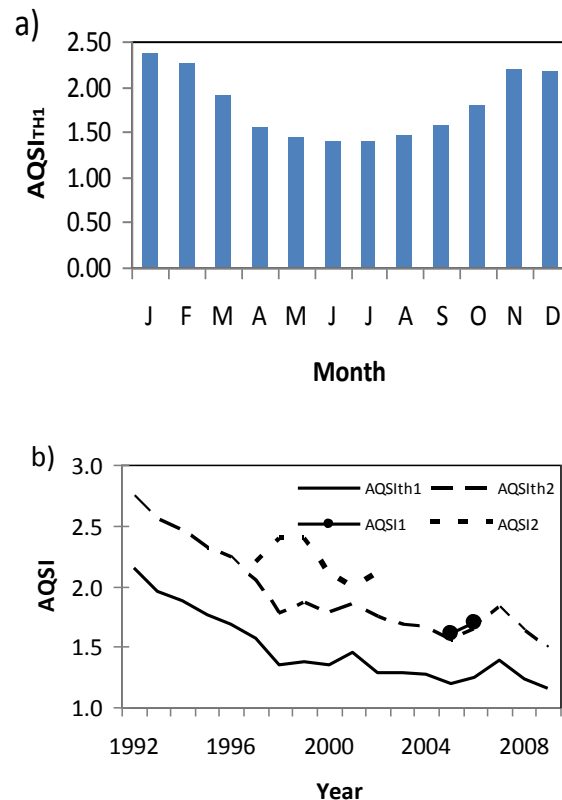 a)
2.50
2.00
1.50
1.00
0.50
0.00
AQSITH1
J F M A M J J A S O N D
Month
b)
3.0
2.5
2.0
1.5
1.0
AQSI
AQSIth1 AQSIth2
AQSI1 AQSI2
1992 1996 2000 2004 2008
Year